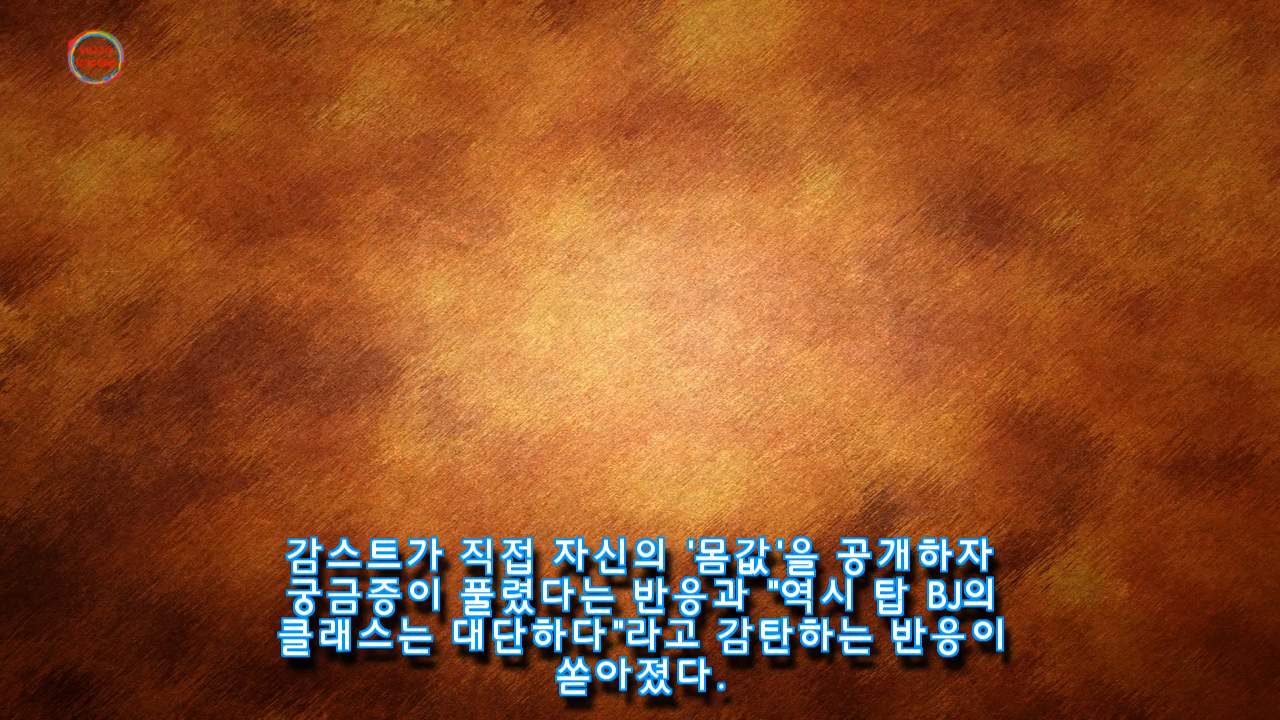 감스트가 직접 자신의 '몸값'을 공개하자
궁금증이 풀렸다는 반응과 "역시 탑 BJ의
클래스는 대단하다"라고 감탄하는 반응이
쏟아졌다.